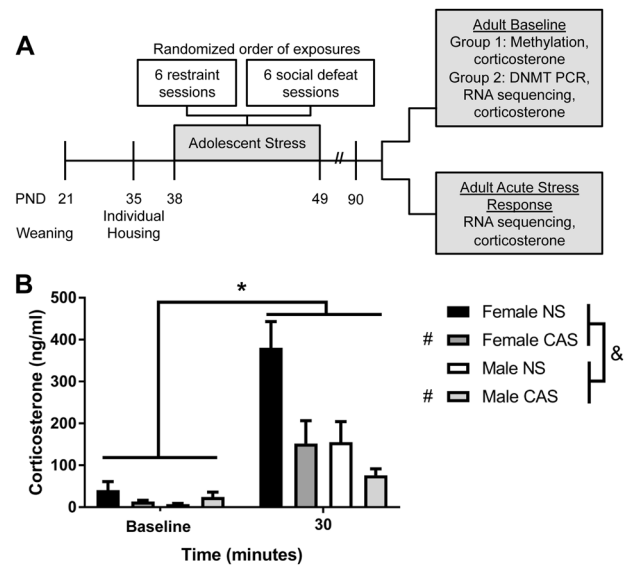 A
Randomized order of exposures
6 restraint sessions
6 social defeat sessions
Adolescent Stress
//
PND 21 35 38 49 90
Weaning
Individual
Housing
Adult Baseline
Group 1: Methylation,
corticosterone
Group 2: DNMT PCR,
RNA sequencing,
corticosterone
Adult Acute Stress
Response
RNA sequencing,
corticosterone
B
Corticosterone (ng/ml)
500
400
300
200
100
0
*
Baseline
30
Time (minutes)
Female NS
# Female CAS
Male NS
# Male CAS
&